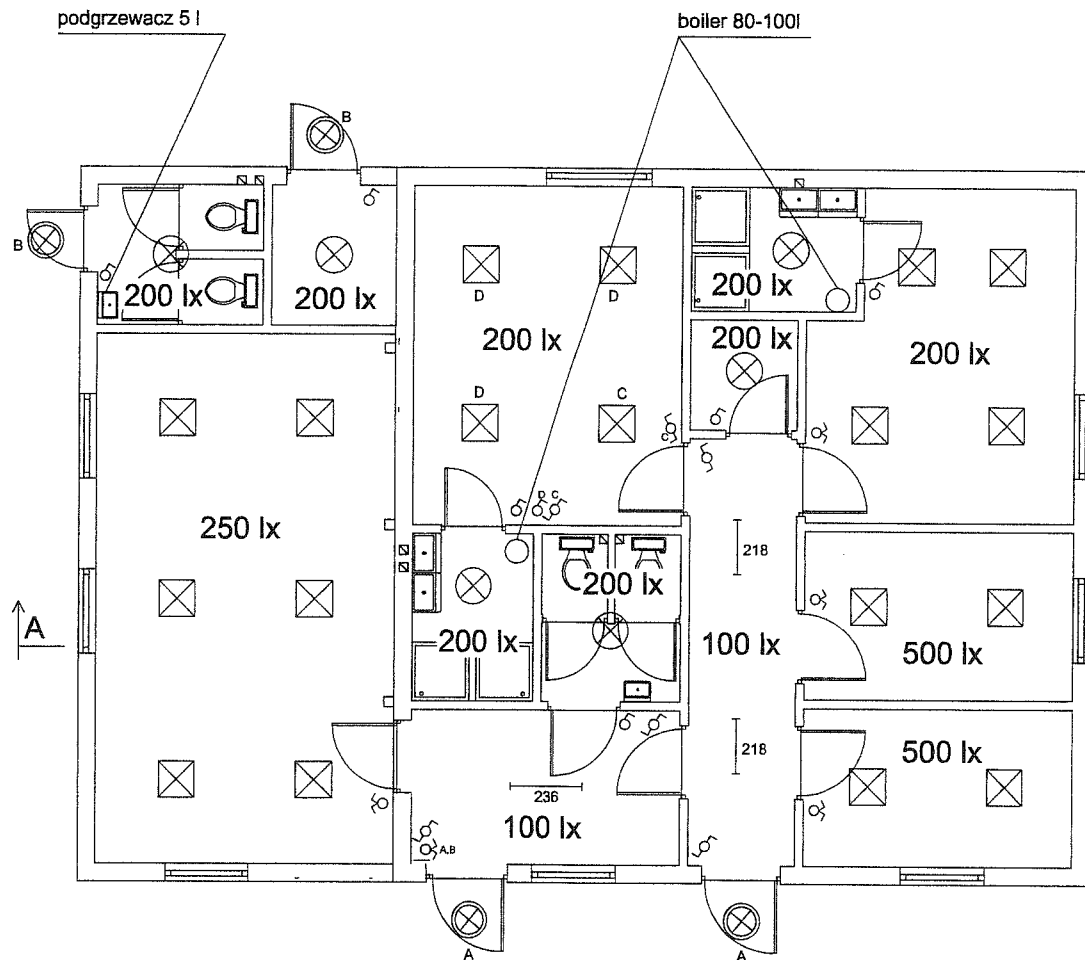 podgrzewacz 5 l
boiler 80-100l
B
B
200 lx
200 lx
D
D
200 lx
200 lx
200 lx
200 lx
D
C
C
D C
250 lx
218
200 lx
A
200 lx
100 lx
500 lx
218
500 lx
236
100 lx
A,B
A
A